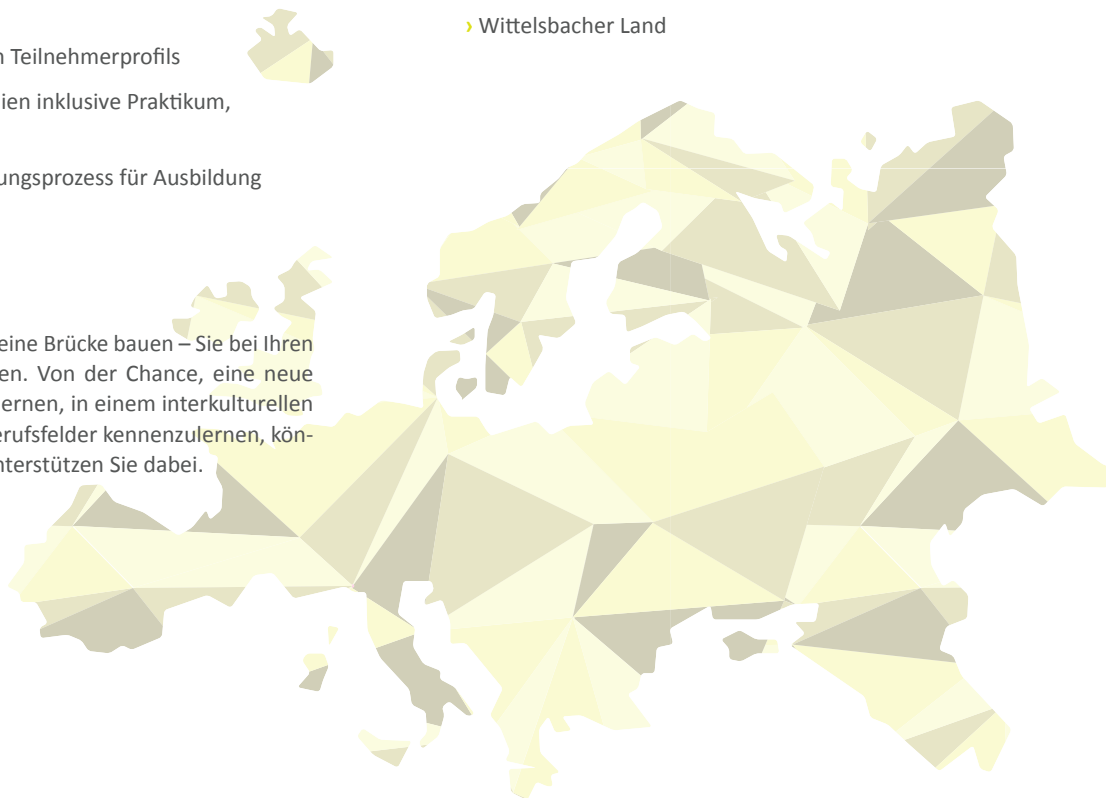 n Teilnehmerprofils
ien inklusive Praktikum,
ungsprozess für Ausbildung
eine Brücke bauen – Sie bei Ihren
en. Von der Chance, eine neue
ernen, in einem interkulturellen
erufsfelder kennenzulernen, kön-
nterstützen Sie dabei.
› Wittelsbacher Land